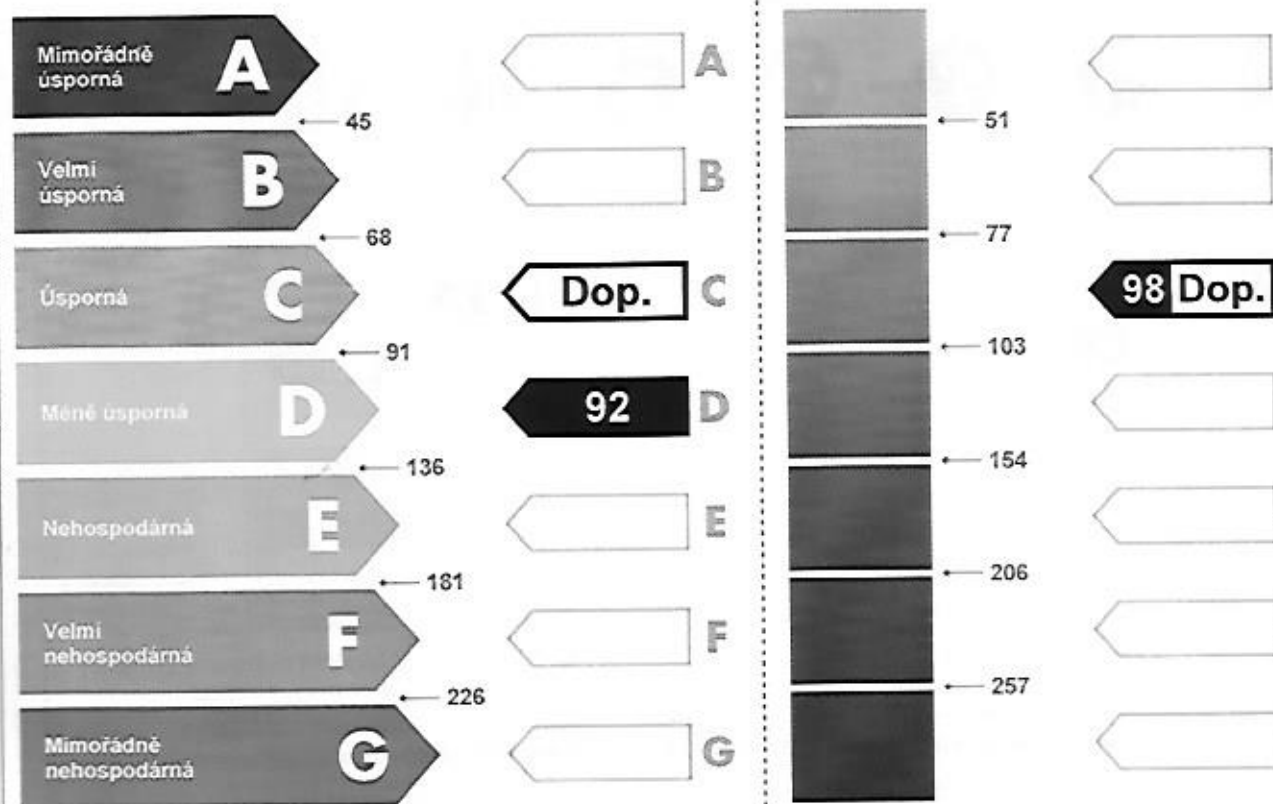 Mimořádně
úsporná
A
A
45
51
Velmi
úsporná
B
B
68
77
Úsporná
C
Dop.
C
98 Dop.
91
103
Méně úsporná
D
92
D
136
154
Nehospodárná
E
E
181
206
Velmi
nehospodárná
F
F
226
257
Mimořádně
nehospodárná
G
G